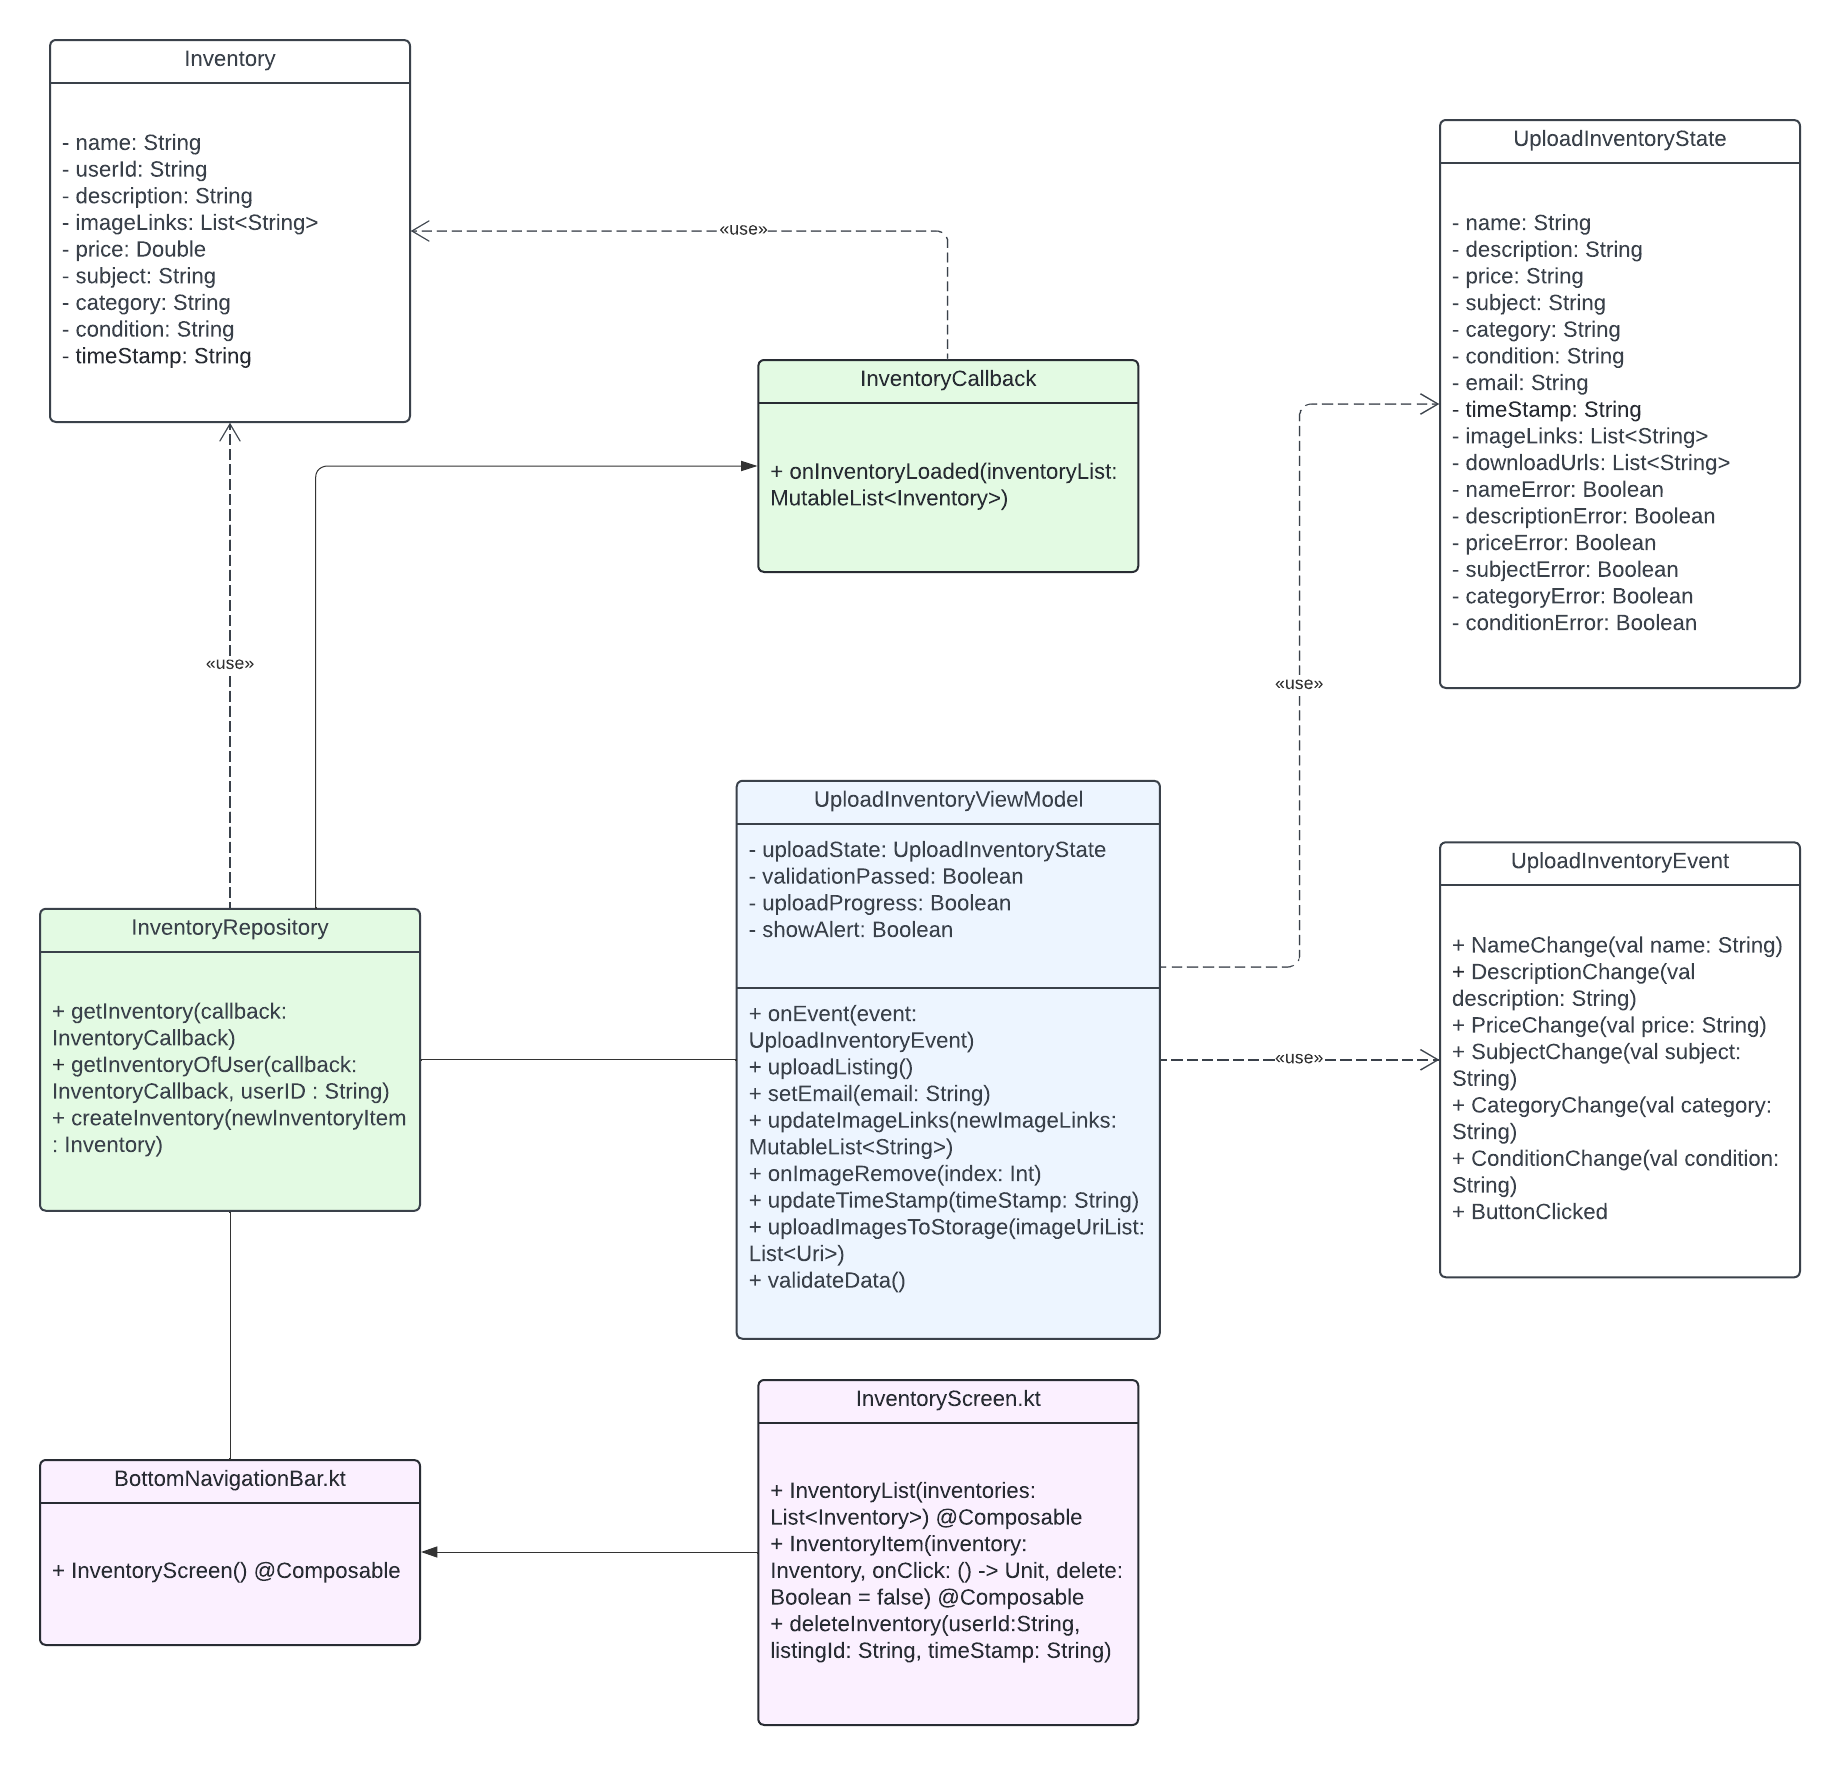 Inventory
- name: String
- userId: String
- description: String
- imageLinks: List<String>
- price: Double
- subject: String
- category: String
- condition: String
- timeStamp: String
«use»
InventoryCallback
+ onInventoryLoaded(inventoryList:
MutableList<Inventory>)
UploadInventoryState
- name: String
- description: String
- price: String
- subject: String
- category: String
- condition: String
- email: String
- timeStamp: String
- imageLinks: List<String>
- downloadUrls: List<String>
- nameError: Boolean
- descriptionError: Boolean
- priceError: Boolean
- subjectError: Boolean
- categoryError: Boolean
- conditionError: Boolean
«use»
«use»
InventoryRepository
+ getInventory(callback:
InventoryCallback)
+ getInventoryOfUser(callback:
InventoryCallback, userID : String)
+ createInventory(newInventoryItem
: Inventory)
UploadInventoryViewModel
- uploadState: UploadInventoryState
- validationPassed: Boolean
- uploadProgress: Boolean
- showAlert: Boolean
+ onEvent(event:
UploadInventoryEvent)
+ uploadListing()
+ setEmail(email: String)
+ updateImageLinks(newImageLinks:
MutableList<String>)
+ onImageRemove(index: Int)
+ updateTimeStamp(timeStamp: String)
+ uploadImagesToStorage(imageUriList:
List<Uri>)
+ validateData()
«use»
UploadInventoryEvent
+ NameChange(val name: String)
+ DescriptionChange(val
description: String)
+ PriceChange(val price: String)
+ SubjectChange(val subject:
String)
+ CategoryChange(val category:
String)
+ ConditionChange(val condition:
String)
+ ButtonClicked
BottomNavigationBar.kt
+ InventoryScreen() @Composable
InventoryScreen.kt
+ InventoryList(inventories:
List<Inventory>) @Composable
+ InventoryItem(inventory:
Inventory, onClick: () -> Unit, delete:
Boolean = false) @Composable
+ deleteInventory(userId:String,
listingId: String, timeStamp: String)